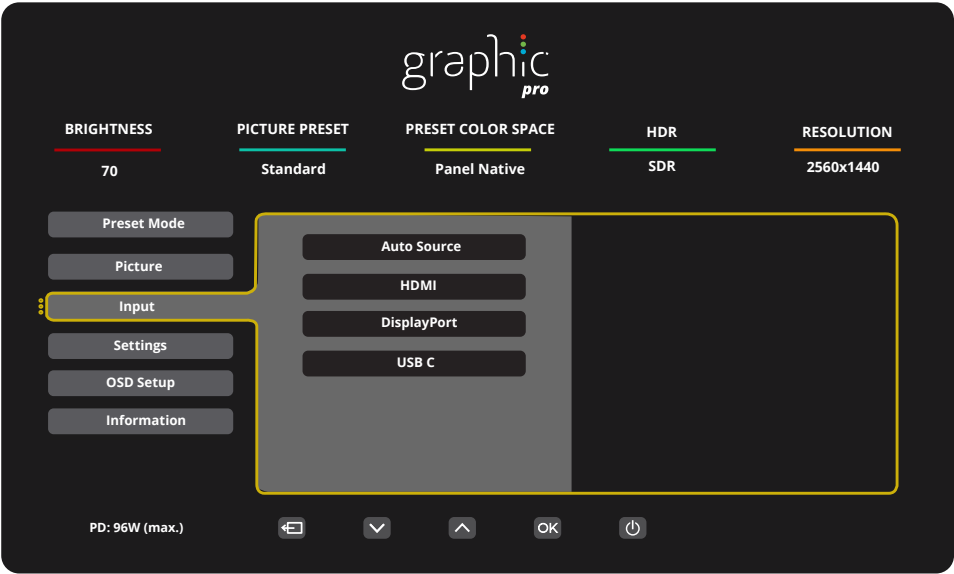 graphic
pro
BRIGHTNESS
PICTURE PRESET
PRESET COLOR SPACE
HDR
RESOLUTION
70
Standard
Panel Native
SDR
2560x1440
Preset Mode
Picture
Input
Settings
OSD Setup
Information
Auto Source
HDMI
DisplayPort
USB C
PD: 96W (max.)
OK